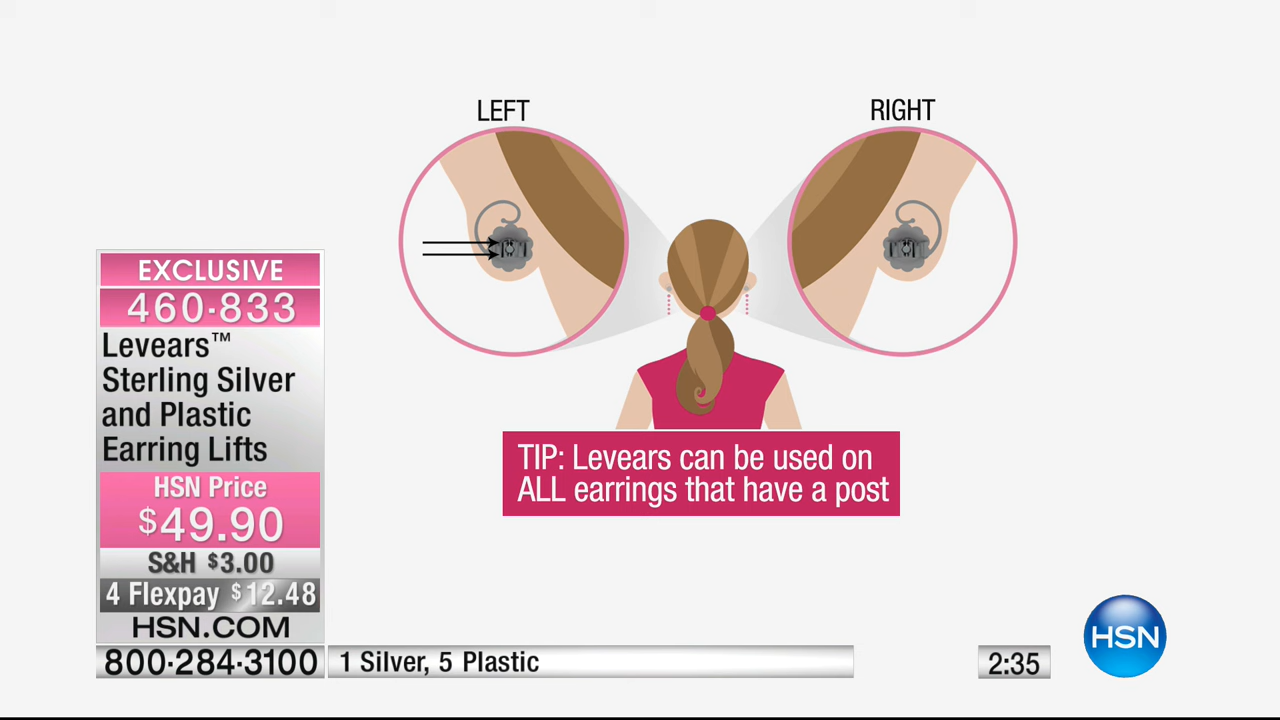 LEFT
RIGHT
EXCLUSIVE
460·833
Levears™
Sterling Silver
and Plastic
Earring Lifts
HSN Price
$49.90
S&H $3.00
4 Flexpay $12.48
HSN.COM
800·284·3100
TIP: Levears can be used on
ALL earrings that have a post
1 Silver, 5 Plastic
2:35
HSN